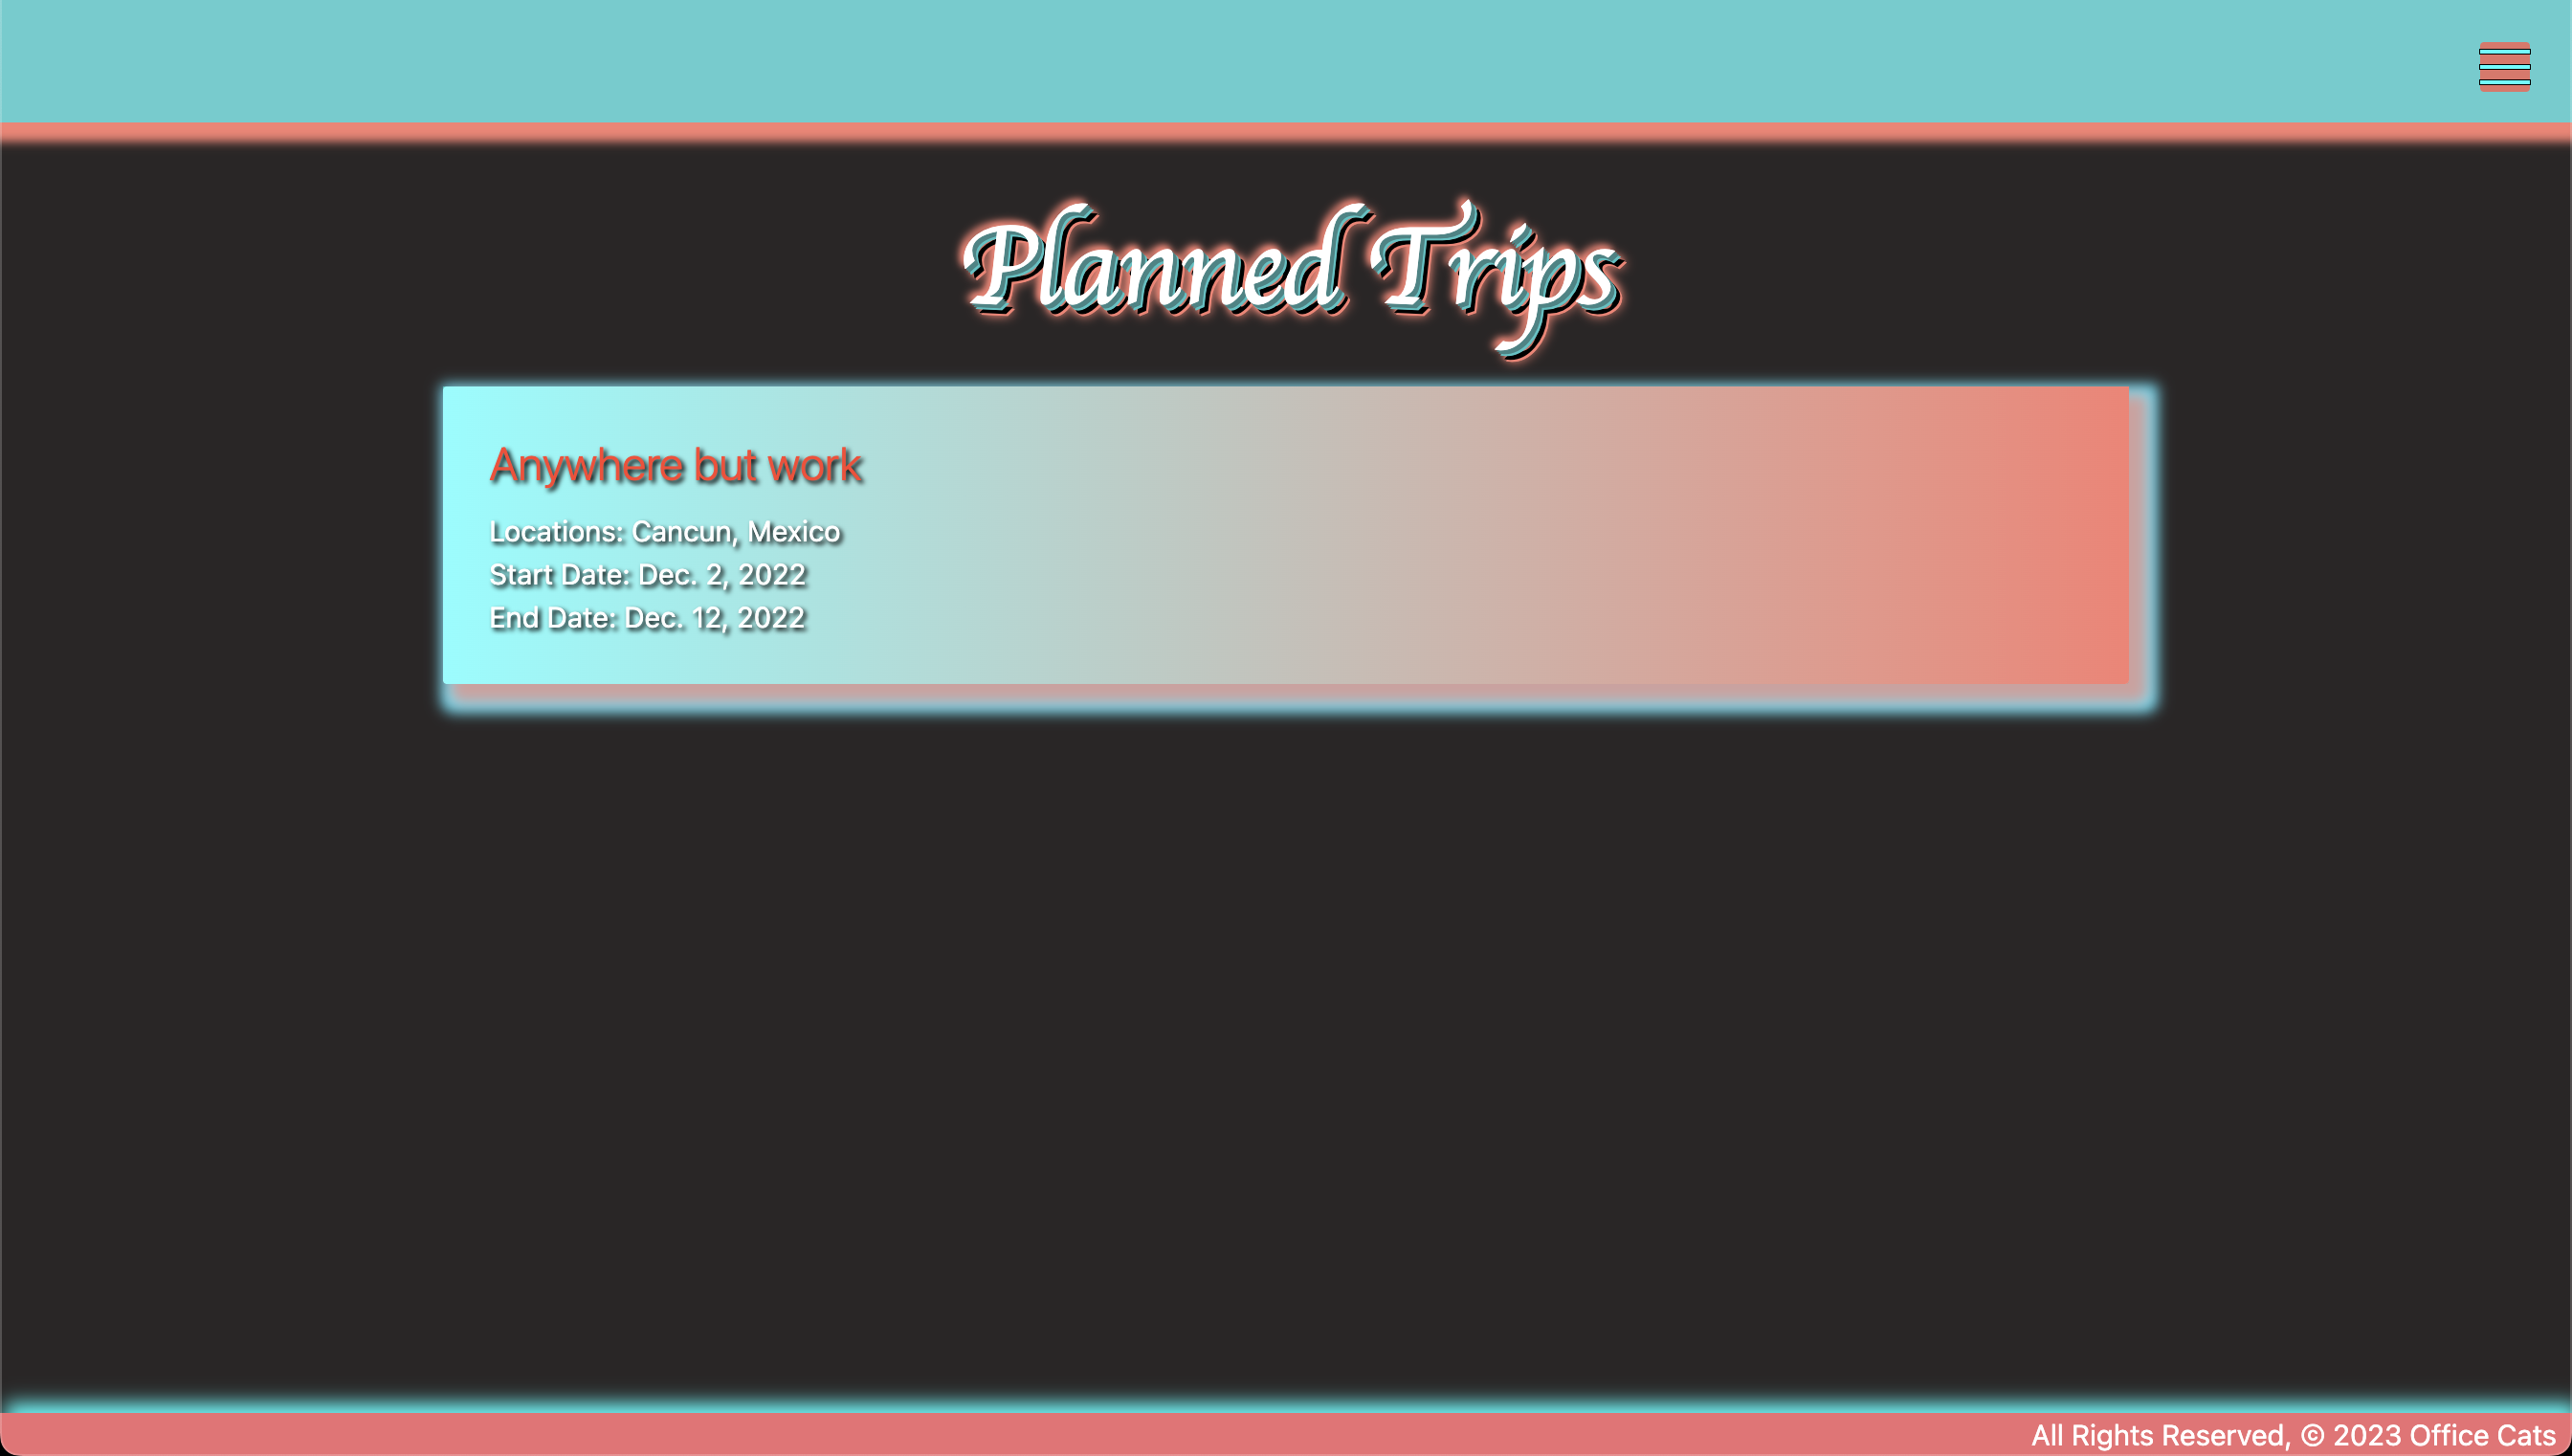 Planned Trips
Anywhere but work
Locations: Cancun, Mexico
Start Date: Dec. 2, 2022
End Date: Dec. 12, 2022
All Rights Reserved, © 2023 Office Cats